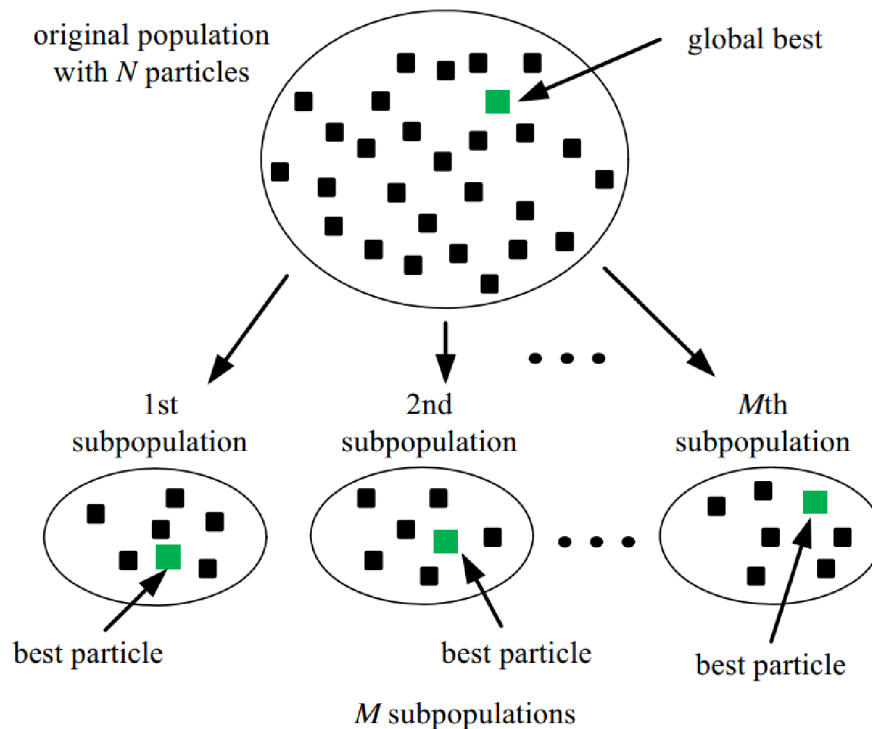 original population
with N particles
global best
1st
subpopulation
2nd
subpopulation
Mth
subpopulation
best particle
best particle
best particle
M subpopulations